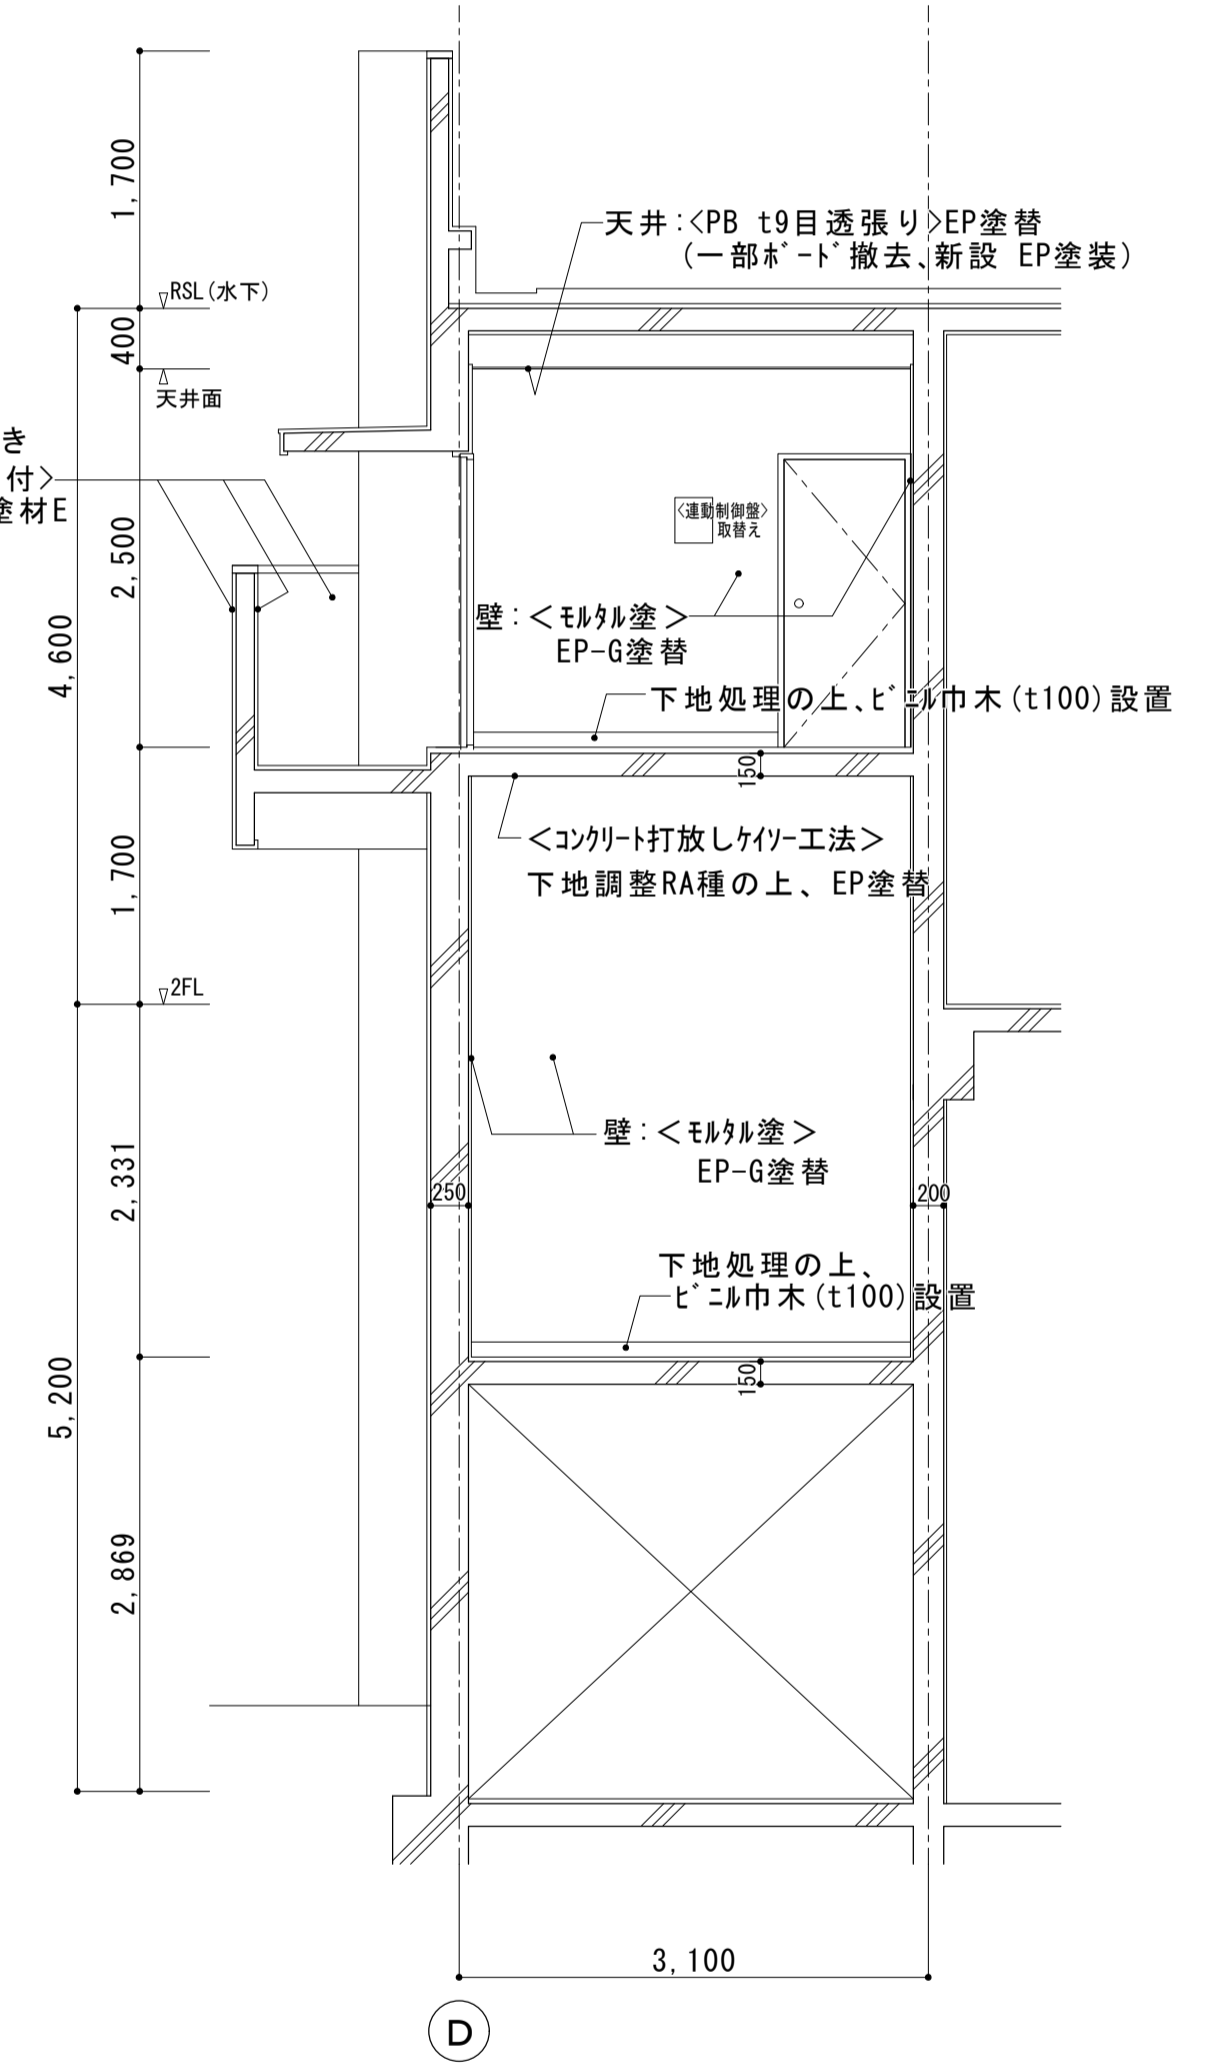 1,700
天井:<PB t9目透張り>EP塗替
(一部ﾎﾞｰﾄﾞ撤去、新設 EP塗装)
RSL(水下)
400
天井面
き
付>
塗材E
2,500
<連動制御盤>
取替え
4,600
壁:<ﾓﾙﾀﾙ塗>
EP-G塗替
下地処理の上、ﾋﾞﾆﾙ巾木(t100)設置
150
1,700
<ｺﾝｸﾘｰﾄ打放しｹｲｿｰ工法>
下地調整RA種の上、EP塗替
2FL
2,331
壁:<ﾓﾙﾀﾙ塗>
EP-G塗替
250
200
下地処理の上、
ﾋﾞﾆﾙ巾木(t100)設置
150
5,200
2,869
3,100
D